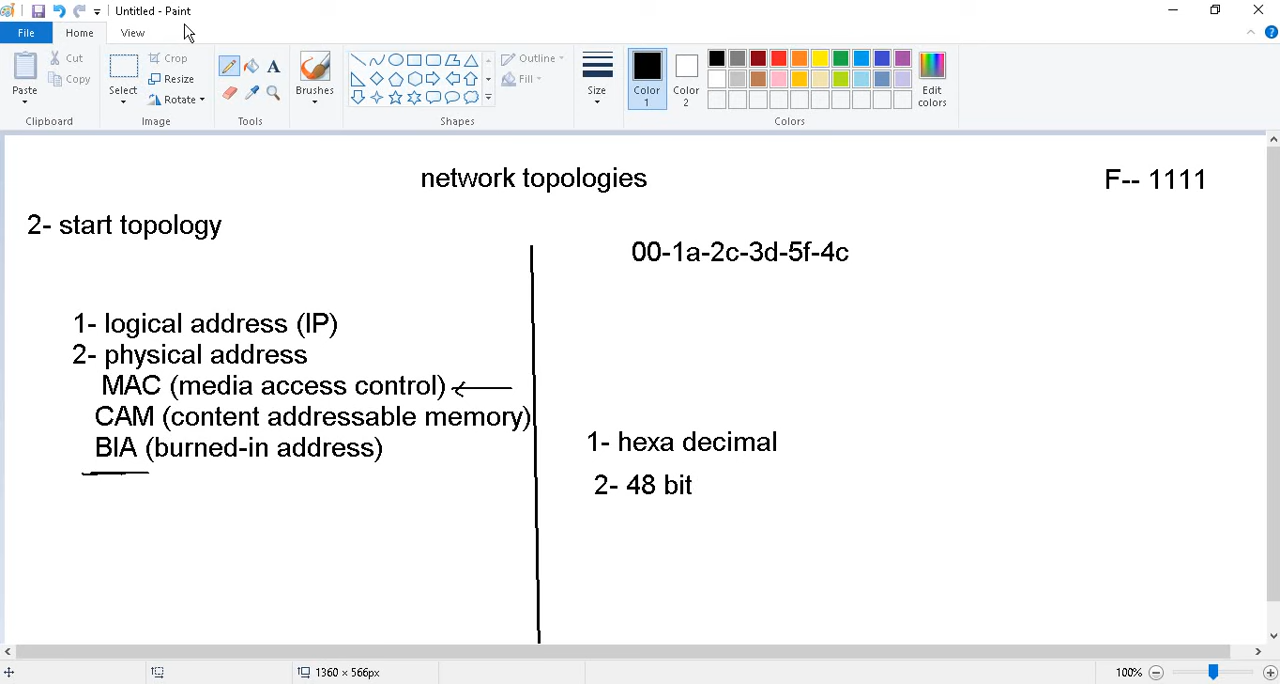 Untitled - Paint
File Home View
Paste
Cut
Copy
Clipboard
Select
Crop
Resize
Rotate
Image
A
Tools
Brushes
Outline
Fill
Shapes
Size
Color 1
Color 2
Edit colors
Colors
network topologies
F-- 1111
2- start topology
00-1a-2c-3d-5f-4c
1- logical address (IP)
2- physical address
MAC (media access control)
CAM (content addressable memory)
BIA (burned-in address)
1- hexa decimal
2- 48 bit
1360 × 566px
100%